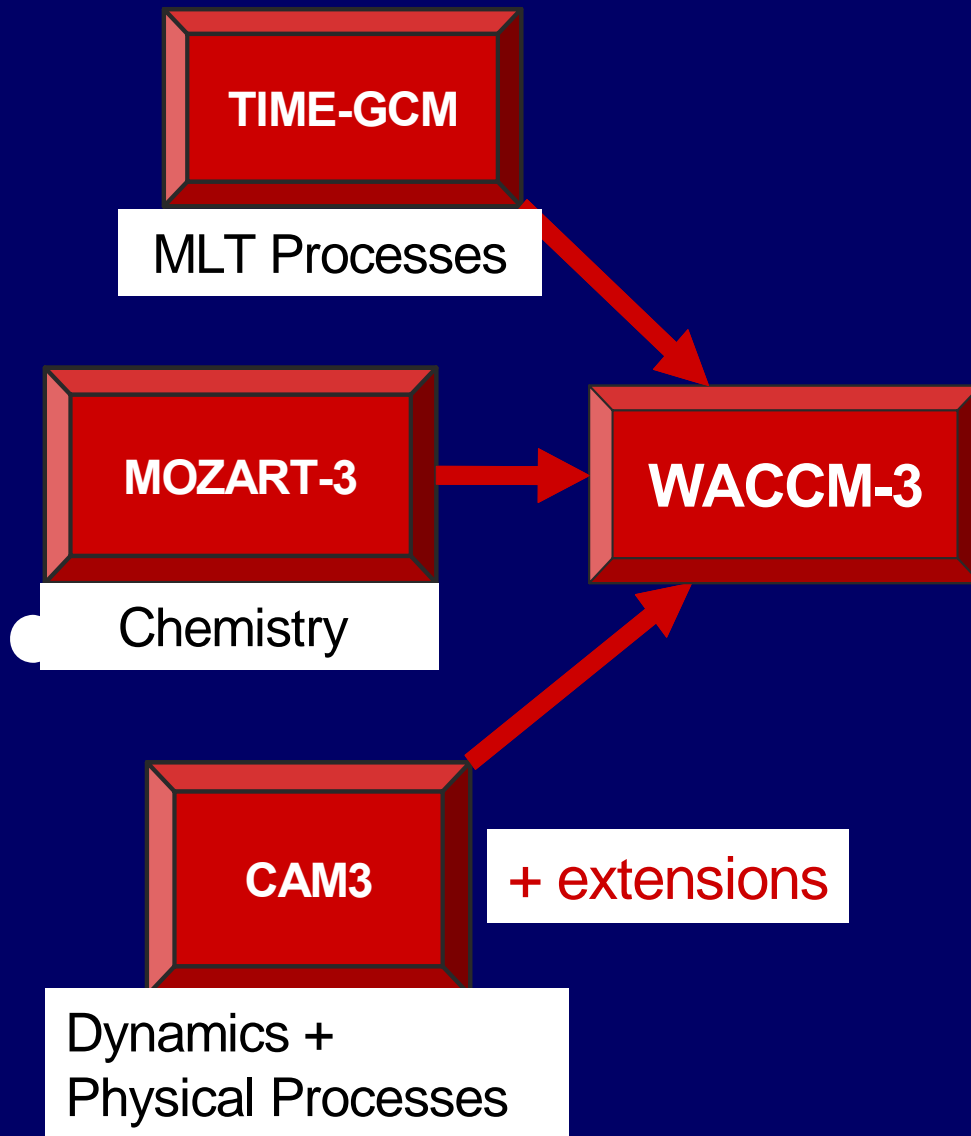 TIME-GCM
MLT Processes
MOZART-3
WACCM-3
Chemistry
CAM3
+ extensions
Dynamics +
Physical Processes